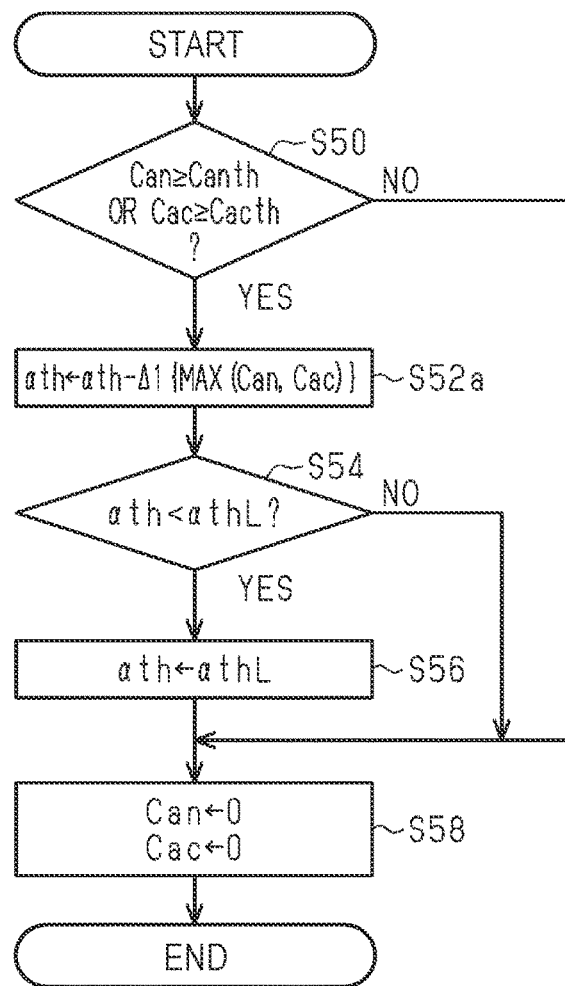 START
S50
Can≥Canth
OR Cac≥Cacth
?
NO
YES
αth←αth-Δ1{MAX(Can, Cac)}
S52a
S54
αth<αthL?
NO
YES
αth←αthL
S56
Can←0
Cac←0
S58
END